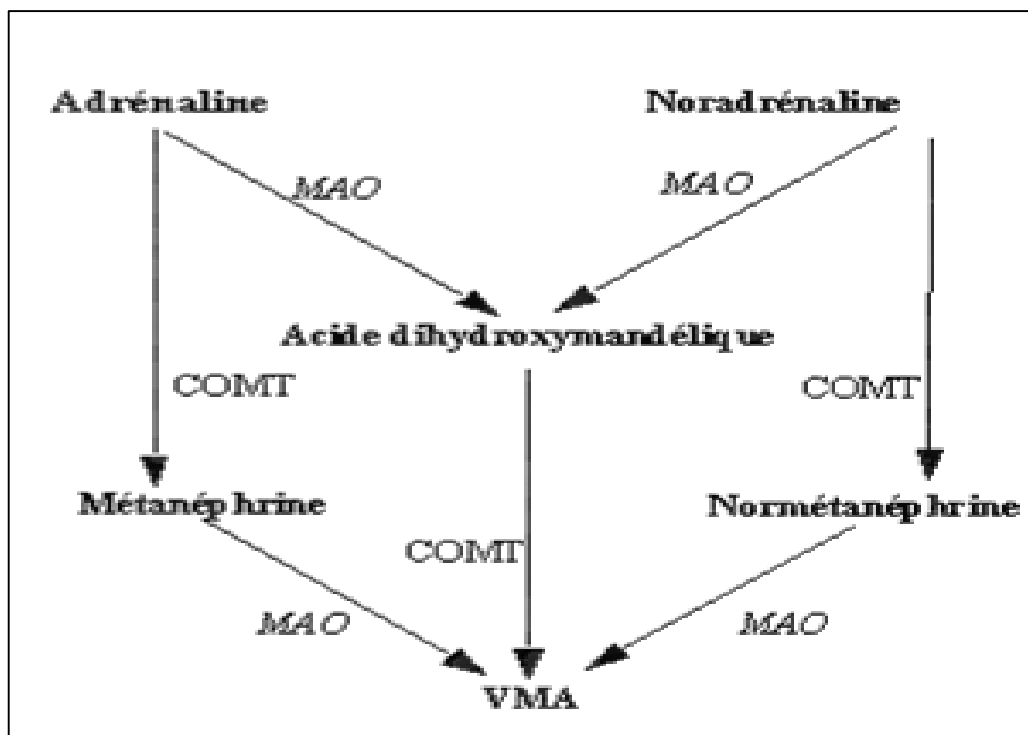 Adrénaline Noradrénaline
MAO MAO
Acide dihydroxymandélique
COMT COMT
Métanéphrine Normétanéphrine
COMT
MAO MAO
VMA